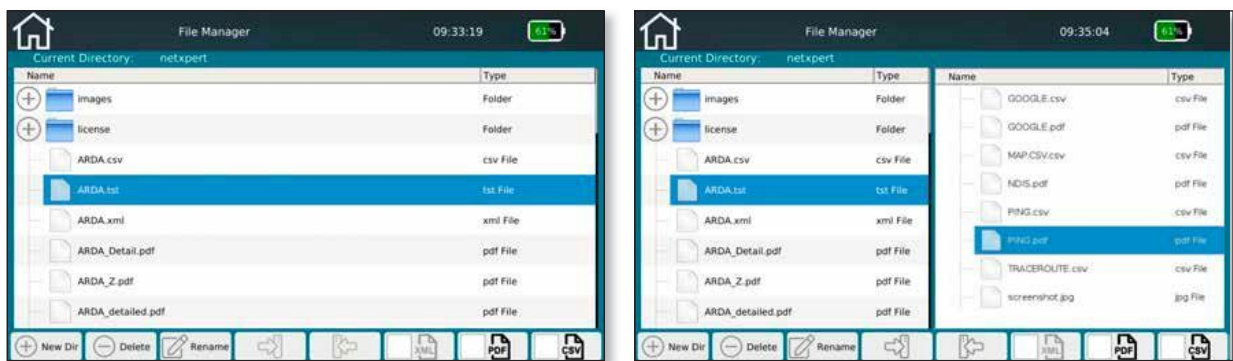 File Manager 09:33:19 61%
Current Directory: netxpert
Name Type
images Folder
license Folder
ARDA.csv csv File
ARDA.tst tst File
ARDA.xml xml File
ARDA_Detail.pdf pdf File
ARDA_Z.pdf pdf File
ARDA_detailed.pdf pdf File
New Dir Delete Rename XML PDF CSV
File Manager 09:35:04 61%
Current Directory: netxpert
Name Type Name Type
images Folder GOOGLE.csv csv File
license Folder GOOGLE.pdf pdf File
ARDA.csv csv File MAP.CSV.csv csv File
ARDA.tst tst File NDIS.pdf pdf File
ARDA.xml xml File PING.csv csv File
ARDA_Detail.pdf pdf File PING.pdf pdf File
ARDA_Z.pdf pdf File TRACEROUTE.csv csv File
ARDA_detailed.pdf pdf File screenshot.jpg jpg File
New Dir Delete Rename XML PDF CSV